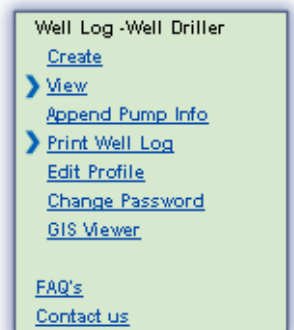 Well Log -Well Driller
Create
View
Append Pump Info
Print Well Log
Edit Profile
Change Password
GIS Viewer
FAQ's
Contact us